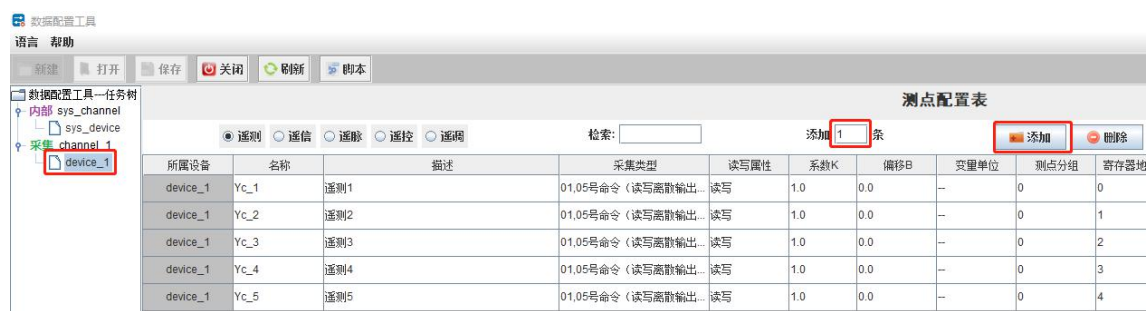 数据配置工具
语言 帮助
新建 打开 保存 关闭 刷新 脚本
数据配置工具---任务树
内部 sys_channel
sys_device
采集 channel_1
device_1
测点配置表
遥测 遥信 遥脉 遥控 遥调 检索: 添加 1 条 添加 删除
所属设备 名称 描述 采集类型 读写属性 系数K 偏移B 变量单位 测点分组 寄存器地
device_1 Yc_1 遥测1 01,05号命令（读写离散输出... 读写 1.0 0.0 -- 0 0
device_1 Yc_2 遥测2 01,05号命令（读写离散输出... 读写 1.0 0.0 -- 0 1
device_1 Yc_3 遥测3 01,05号命令（读写离散输出... 读写 1.0 0.0 -- 0 2
device_1 Yc_4 遥测4 01,05号命令（读写离散输出... 读写 1.0 0.0 -- 0 3
device_1 Yc_5 遥测5 01,05号命令（读写离散输出... 读写 1.0 0.0 -- 0 4